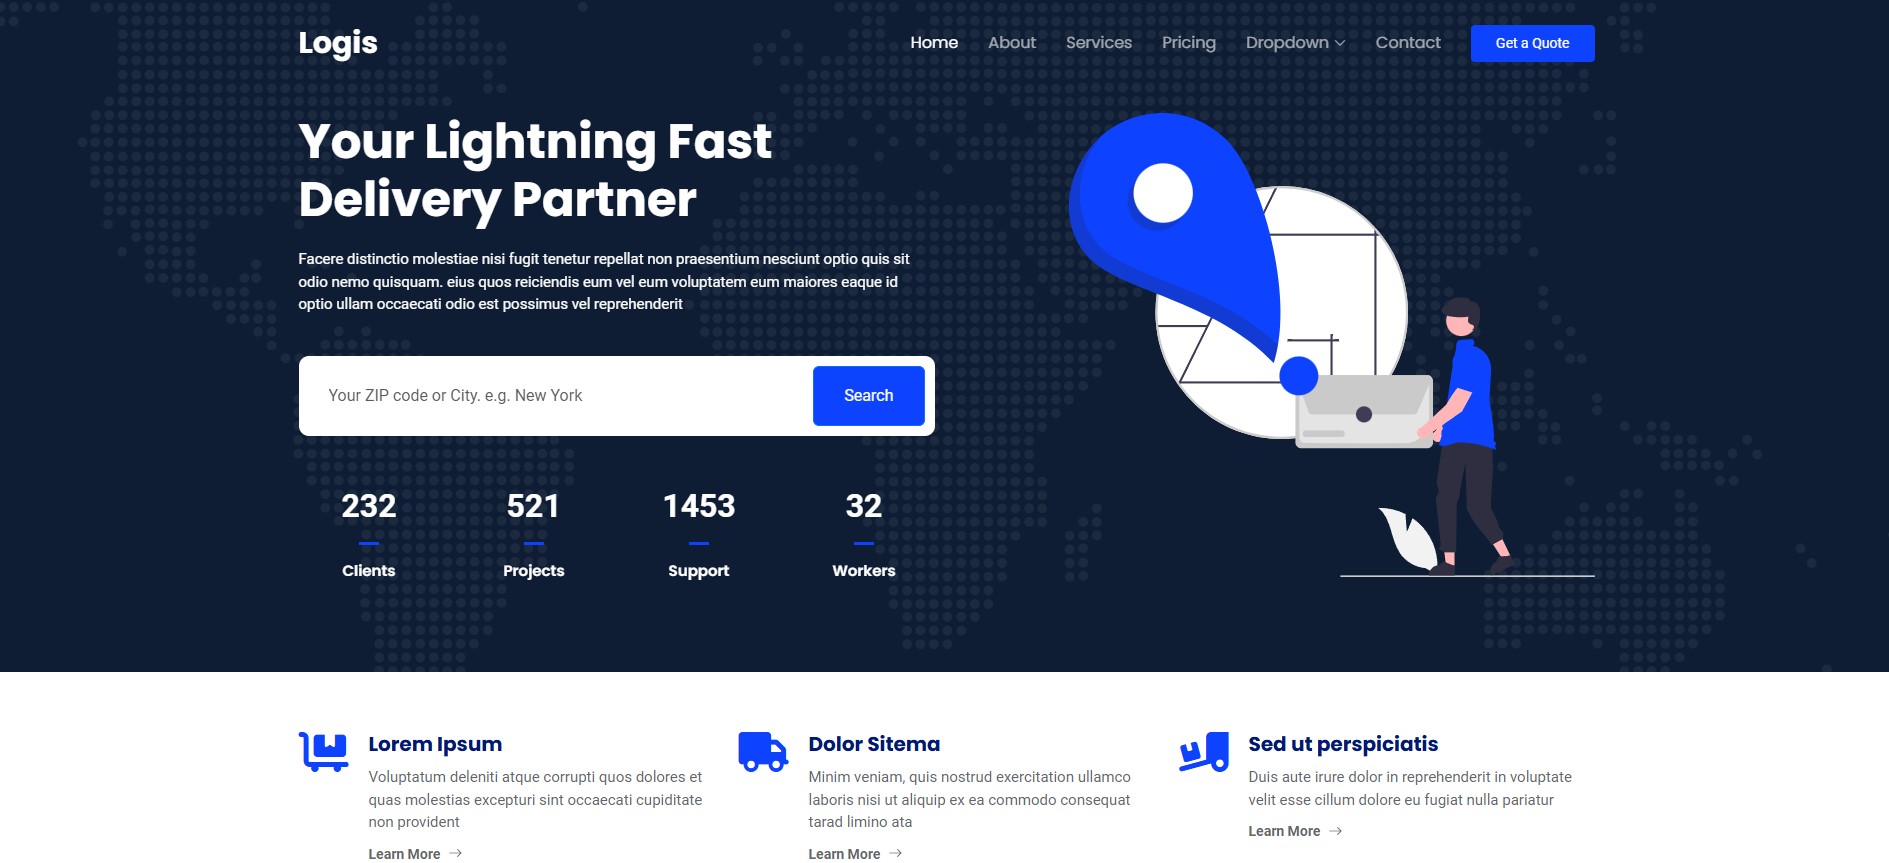 Logis
Home About Services Pricing Dropdown Contact Get a Quote
Your Lightning Fast
Delivery Partner
Facere distinctio molestiae nisi fugit tenetur repellat non praesentium nesciunt optio quis sit
odio nemo quisquam. eius quos reiciendis eum vel eum voluptatem eum maiores eaque id
optio ullam occaecati odio est possimus vel reprehenderit
Your ZIP code or City. e.g. New York
Search
232 521 1453 32
Clients Projects Support Workers
Lorem Ipsum
Voluptatum deleniti atque corrupti quos dolores et
quas molestias excepturi sint occaecati cupiditate
non provident
Learn More
Dolor Sitema
Minim veniam, quis nostrud exercitation ullamco
laboris nisi ut aliquip ex ea commodo consequat
tarad limino ata
Learn More
Sed ut perspiciatis
Duis aute irure dolor in reprehenderit in voluptate
velit esse cillum dolore eu fugiat nulla pariatur
Learn More